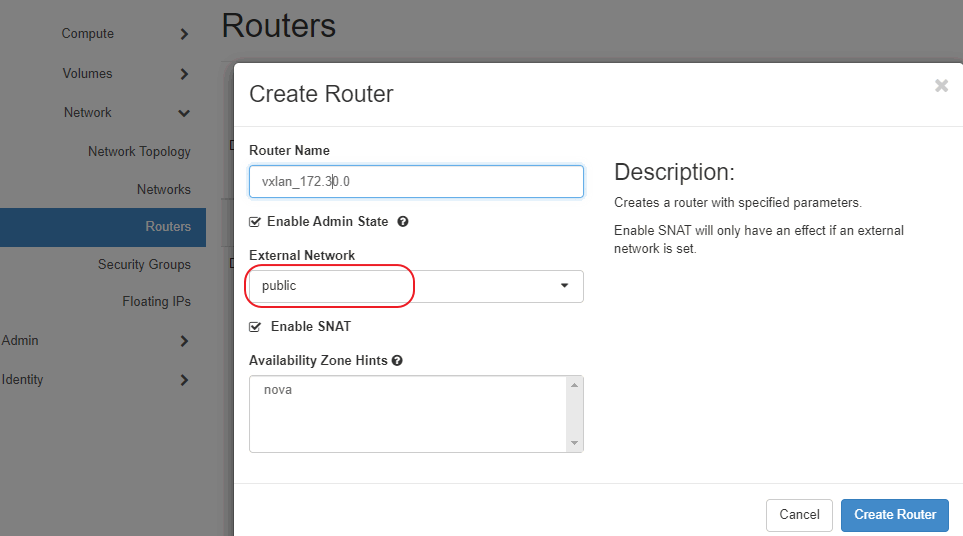 Routers
Compute
Volumes
Network
Network Topology
Networks
Routers
Security Groups
Floating IPs
Admin
Identity
Create Router
Router Name
vxlan_172.30.0
Enable Admin State
External Network
public
Enable SNAT
Availability Zone Hints
nova
Description:
Creates a router with specified parameters.
Enable SNAT will only have an effect if an external
network is set.
Cancel
Create Router